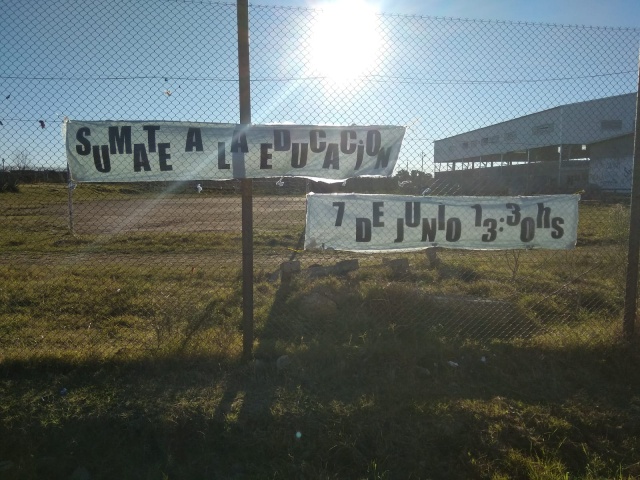 SUMATE A LA EDUCACiON
7 DE JUNIO 13:30hs